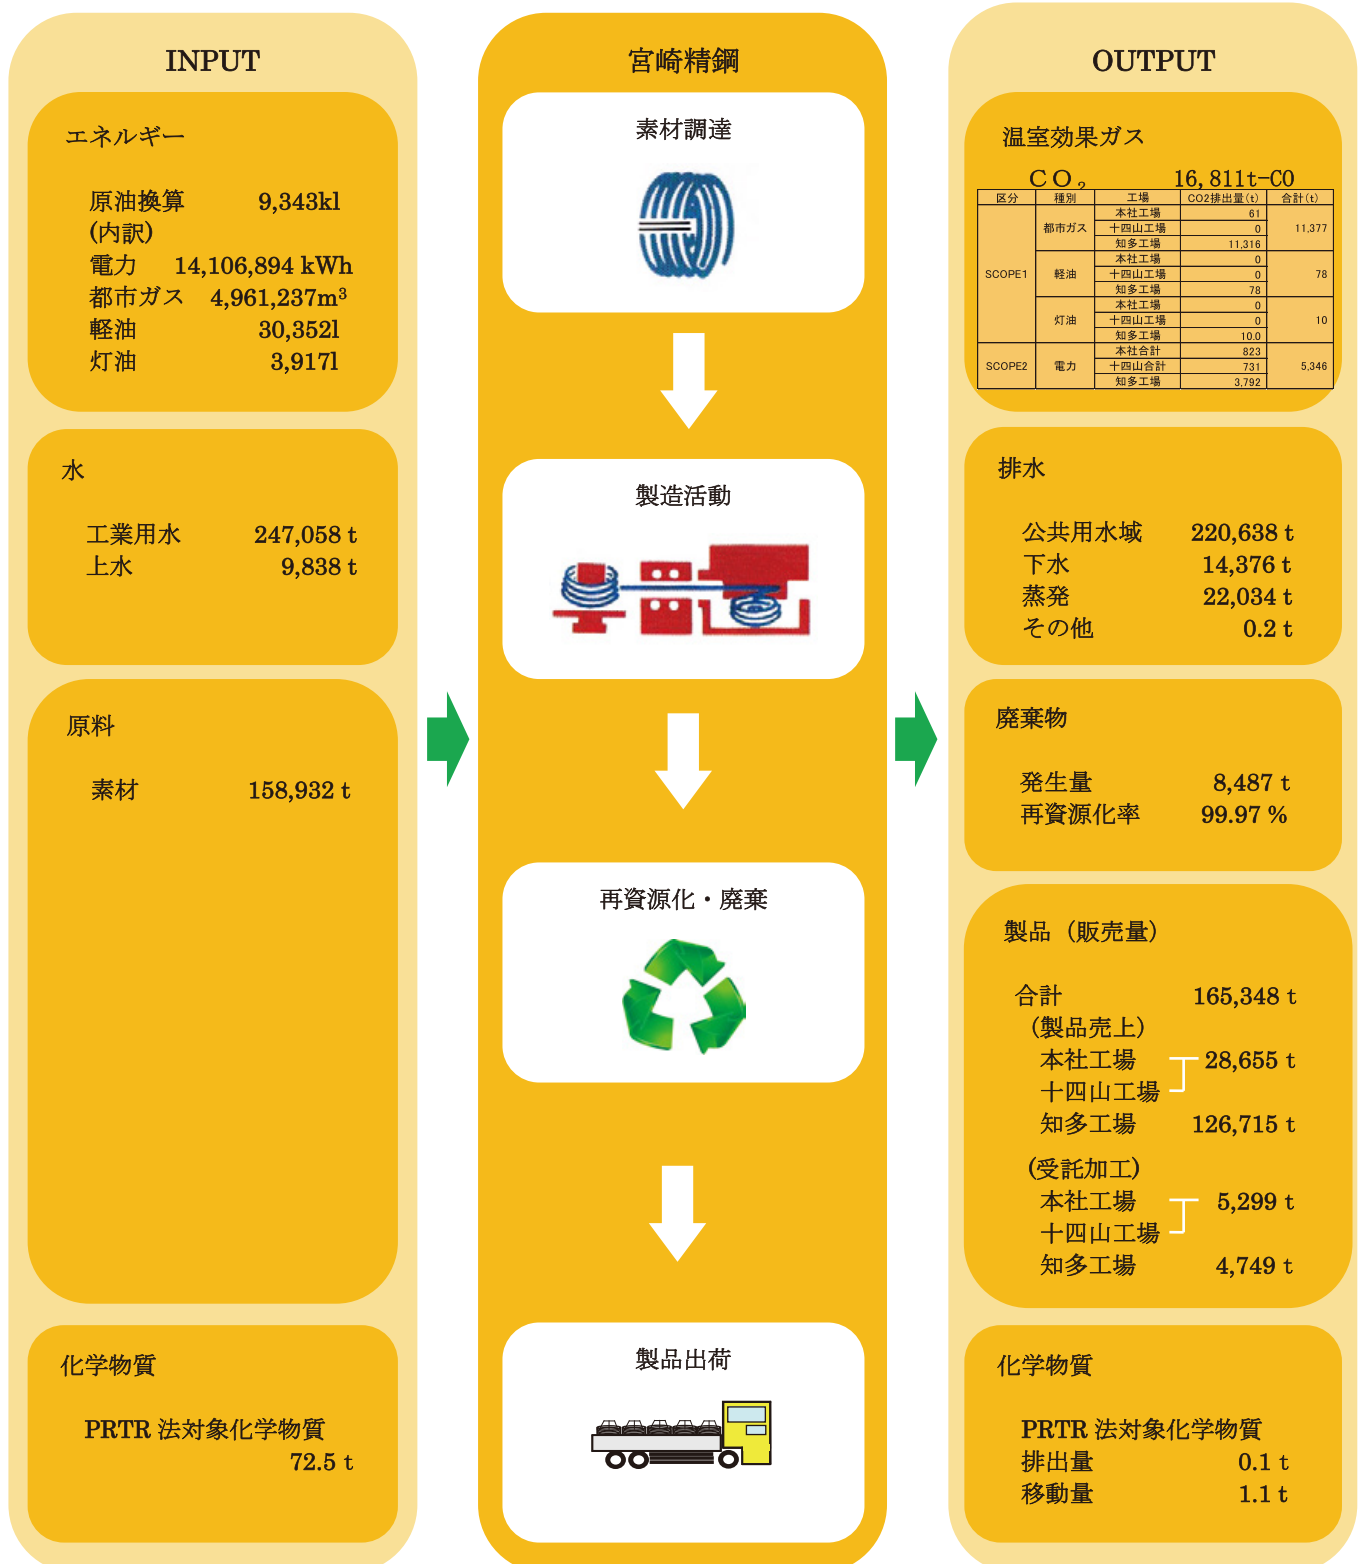 INPUT
エネルギー
原油換算 9,343kl
(内訳)
電力 14,106,894 kWh
都市ガス 4,961,237m³
軽油 30,352l
灯油 3,917l
水
工業用水 247,058 t
上水 9,838 t
原料
素材 158,932 t
化学物質
PRTR 法対象化学物質
72.5 t
宮崎精鋼
素材調達
製造活動
再資源化・廃棄
製品出荷
OUTPUT
温室効果ガス
CO₂ 16,811t-CO
区分 種別 工場 CO2排出量(t) 合計(t)
SCOPE1 都市ガス 本社工場 61 11,377
十四山工場 0
知多工場 11,316
軽油 本社工場 0 78
十四山工場 0
知多工場 78
灯油 本社工場 0 10
十四山工場 0
知多工場 10.0
SCOPE2 電力 本社合計 823 5,346
十四山合計 731
知多工場 3,792
排水
公共用水域 220,638 t
下水 14,376 t
蒸発 22,034 t
その他 0.2 t
廃棄物
発生量 8,487 t
再資源化率 99.97 %
製品（販売量）
合計 165,348 t
（製品売上）
本社工場 28,655 t
十四山工場
知多工場 126,715 t
(受託加工)
本社工場 5,299 t
十四山工場
知多工場 4,749 t
化学物質
PRTR 法対象化学物質
排出量 0.1 t
移動量 1.1 t